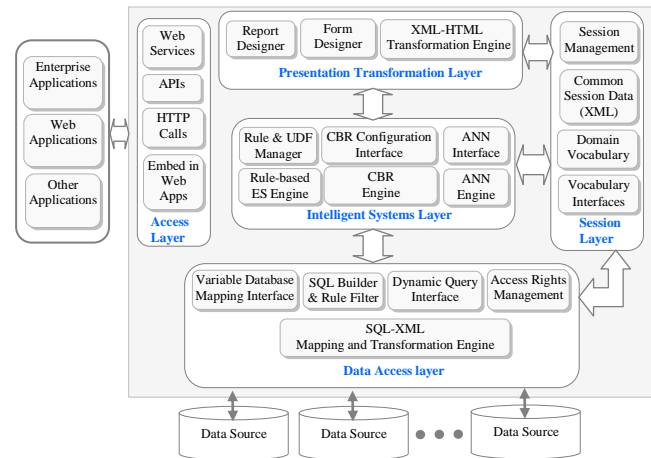 Enterprise
Applications
Web
Applications
Other
Applications
Web
Services
APIs
HTTP
Calls
Embed in
Web
Apps
Access
Layer
Report
Designer
Form
Designer
XML-HTML
Transformation Engine
Presentation Transformation Layer
Rule & UDF
Manager
CBR Configuration
Interface
ANN
Interface
Rule-based
ES Engine
CBR
Engine
ANN
Engine
Intelligent Systems Layer
Session
Management
Common
Session Data
(XML)
Domain
Vocabulary
Vocabulary
Interfaces
Session
Layer
Variable Database
Mapping Interface
SQL Builder
& Rule Filter
Dynamic Query
Interface
Access Rights
Management
SQL-XML
Mapping and Transformation Engine
Data Access layer
Data Source
Data Source
Data Source